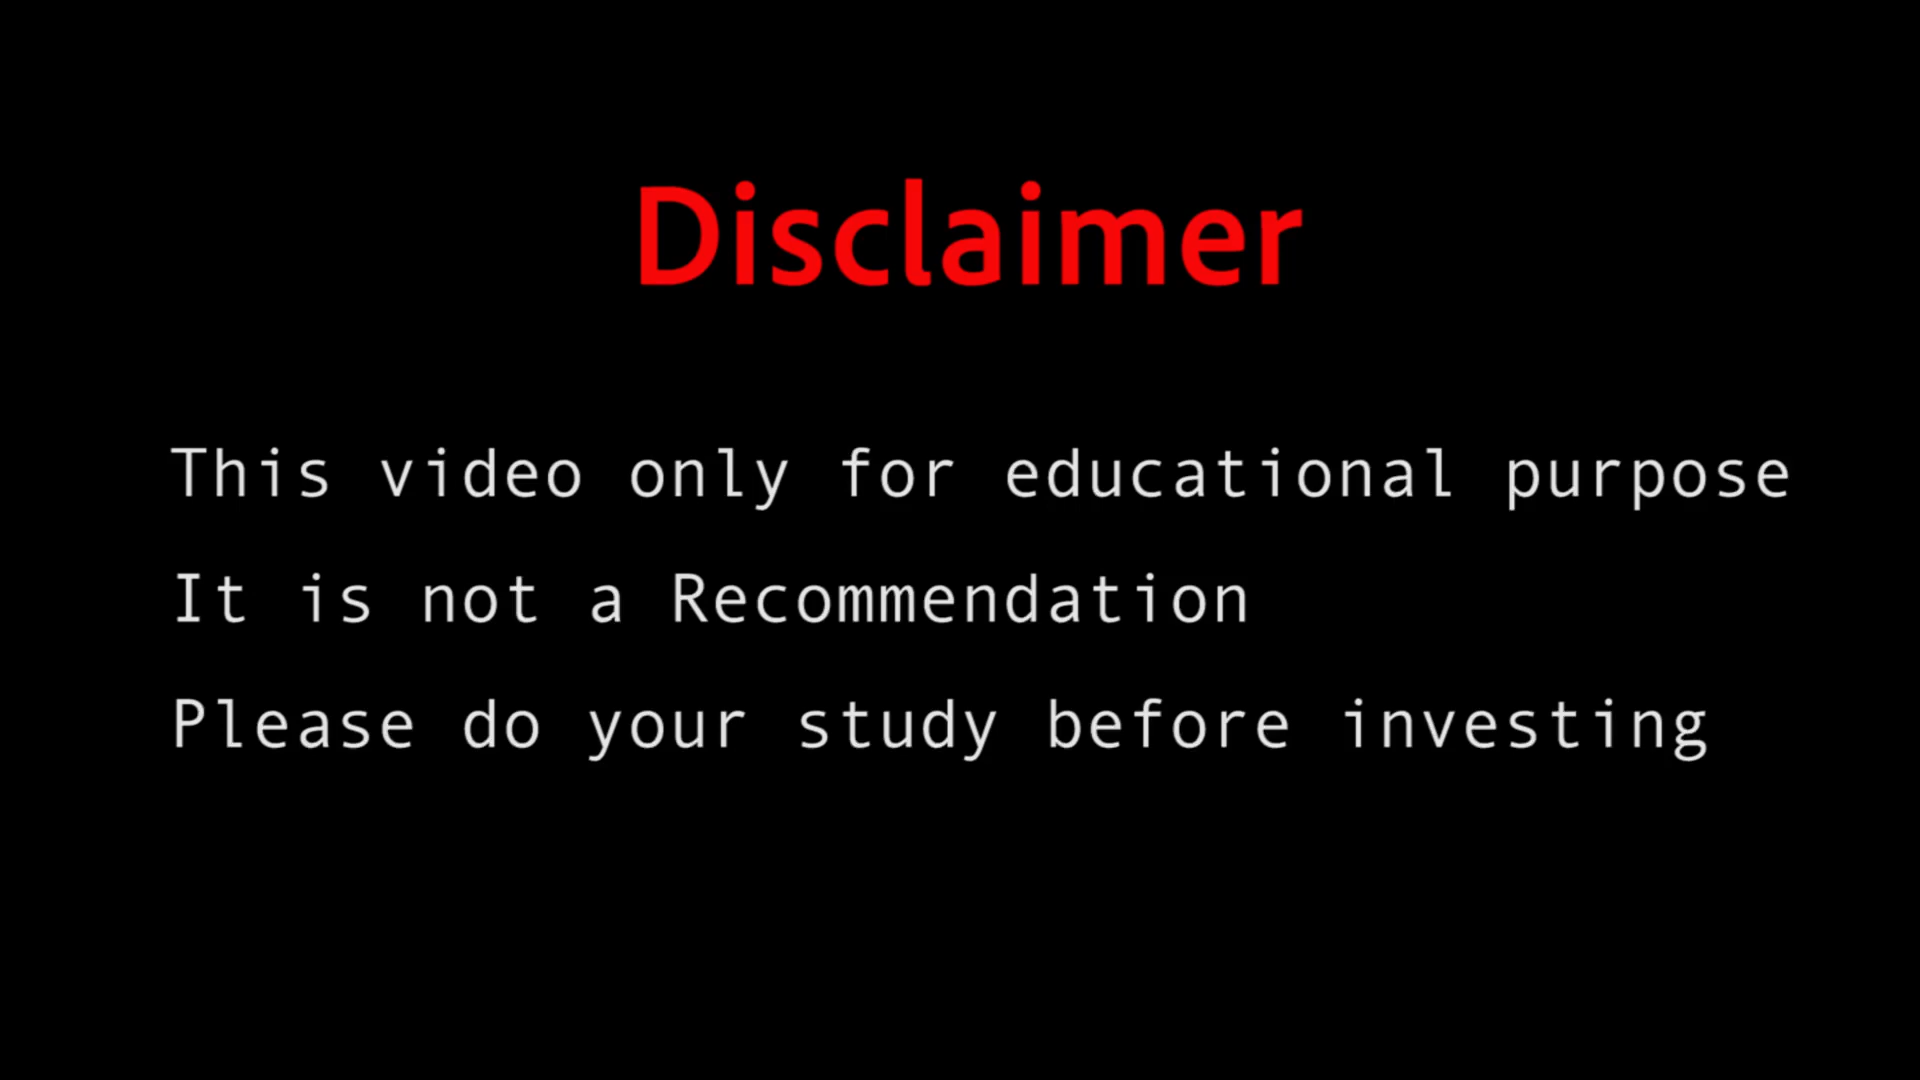 Disclaimer
This video only for educational purpose
It is not a Recommendation
Please do your study before investing